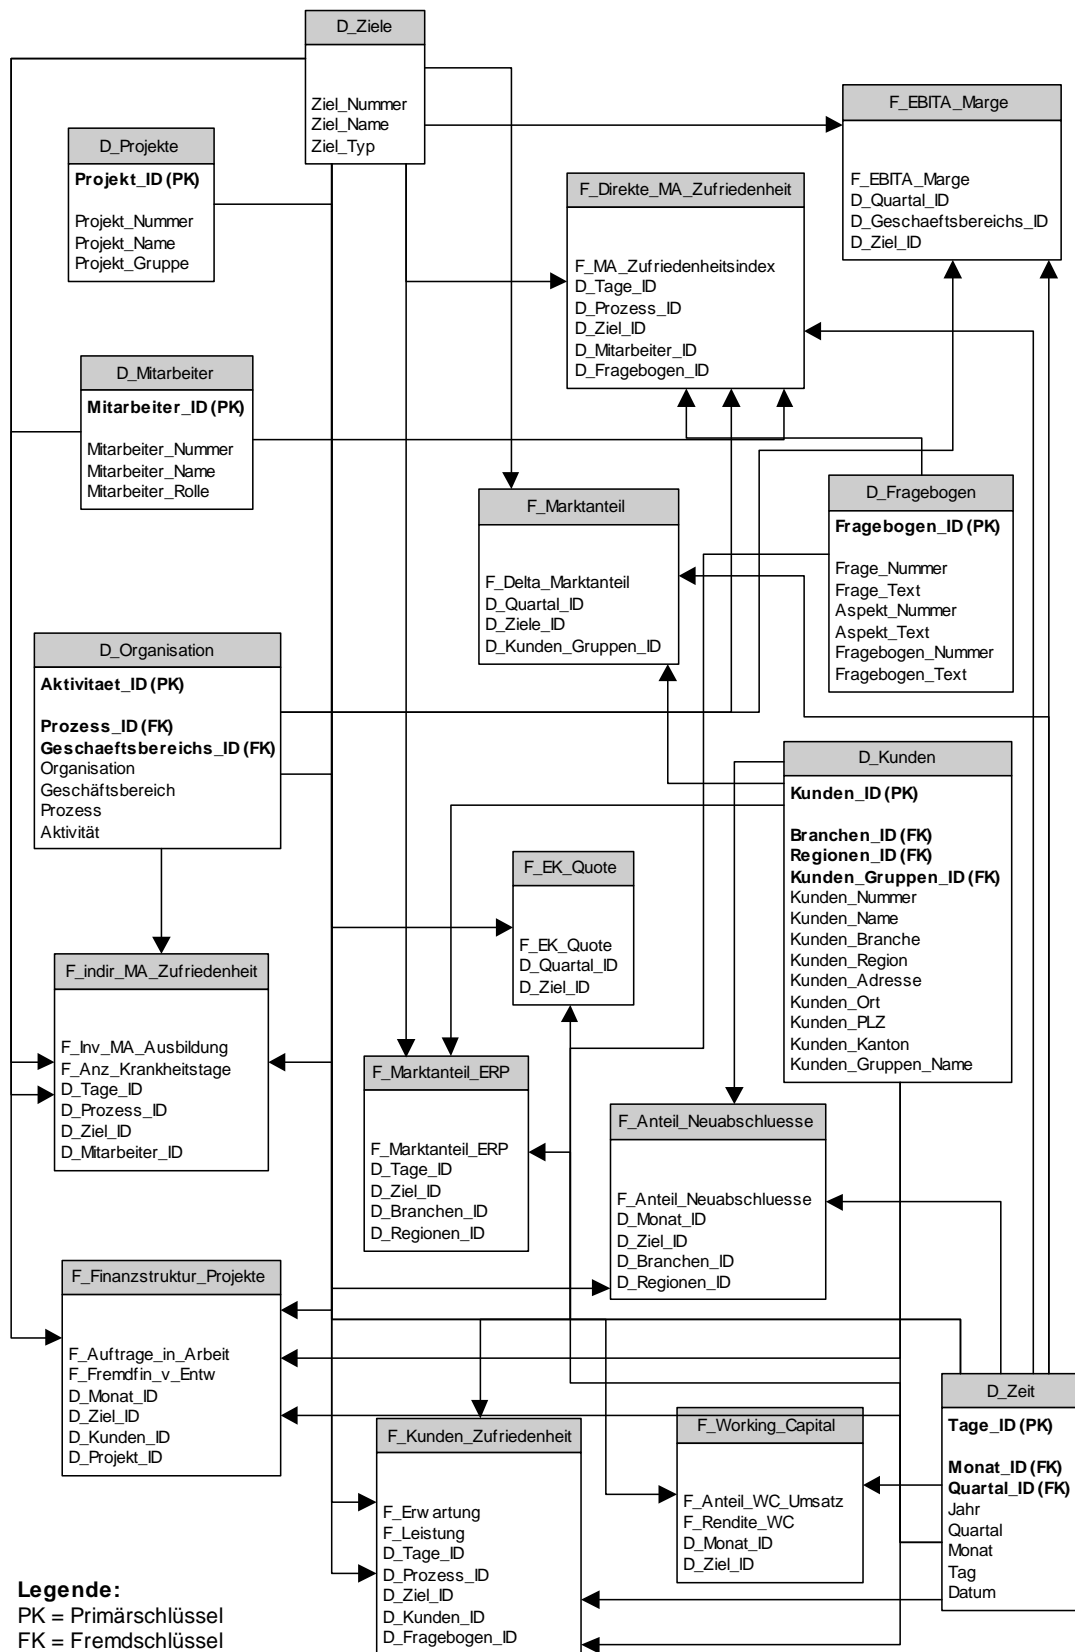 D_Ziele
Ziel_Nummer
Ziel_Name
Ziel_Typ
F_EBITA_Marge
F_EBITA_Marge
D_Quartal_ID
D_Geschaeftsbereichs_ID
D_Ziel_ID
D_Projekte
Projekt_ID (PK)
Projekt_Nummer
Projekt_Name
Projekt_Gruppe
F_Direkte_MA_Zufriedenheit
F_MA_Zufriedenheitsindex
D_Tage_ID
D_Prozess_ID
D_Ziel_ID
D_Mitarbeiter_ID
D_Fragebogen_ID
D_Mitarbeiter
Mitarbeiter_ID (PK)
Mitarbeiter_Nummer
Mitarbeiter_Name
Mitarbeiter_Rolle
F_Marktanteil
F_Delta_Marktanteil
D_Quartal_ID
D_Ziele_ID
D_Kunden_Gruppen_ID
D_Fragebogen
Fragebogen_ID (PK)
Frage_Nummer
Frage_Text
Aspekt_Nummer
Aspekt_Text
Fragebogen_Nummer
Fragebogen_Text
D_Organisation
Aktivitaet_ID (PK)
Prozess_ID (FK)
Geschaeftsbereichs_ID (FK)
Organisation
Geschäftsbereich
Prozess
Aktivität
D_Kunden
Kunden_ID (PK)
Branchen_ID (FK)
Regionen_ID (FK)
Kunden_Gruppen_ID (FK)
Kunden_Nummer
Kunden_Name
Kunden_Branche
Kunden_Region
Kunden_Adresse
Kunden_Ort
Kunden_PLZ
Kunden_Kanton
Kunden_Gruppen_Name
F_EK_Quote
F_EK_Quote
D_Quartal_ID
D_Ziel_ID
F_indir_MA_Zufriedenheit
F_Inv_MA_Ausbildung
F_Anz_Krankheitstage
D_Tage_ID
D_Prozess_ID
D_Ziel_ID
D_Mitarbeiter_ID
F_Marktanteil_ERP
F_Marktanteil_ERP
D_Tage_ID
D_Ziel_ID
D_Branchen_ID
D_Regionen_ID
F_Anteil_Neuabschluesse
F_Anteil_Neuabschluesse
D_Monat_ID
D_Ziel_ID
D_Branchen_ID
D_Regionen_ID
F_Finanzstruktur_Projekte
F_Auftrage_in_Arbeit
F_Fremdfin_v_Entw
D_Monat_ID
D_Ziel_ID
D_Kunden_ID
D_Projekt_ID
F_Kunden_Zufriedenheit
F_Erwartung
F_Leistung
D_Tage_ID
D_Prozess_ID
D_Ziel_ID
D_Kunden_ID
D_Fragebogen_ID
F_Working_Capital
F_Anteil_WC_Umsatz
F_Rendite_WC
D_Monat_ID
D_Ziel_ID
D_Zeit
Tage_ID (PK)
Monat_ID (FK)
Quartal_ID (FK)
Jahr
Quartal
Monat
Tag
Datum
Legende:
PK = Primärschlüssel
FK = Fremdschlüssel